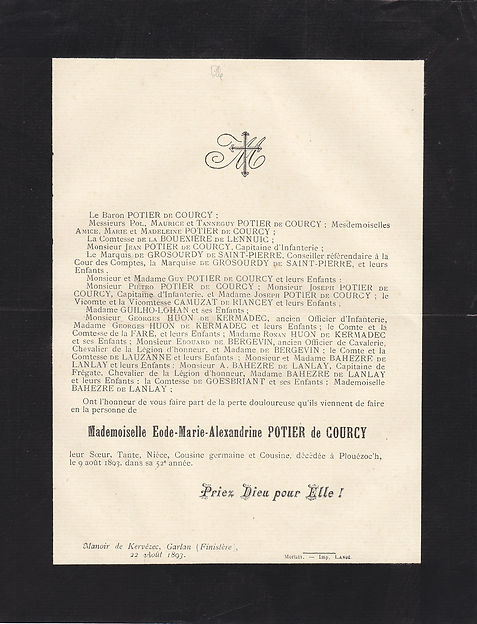 M
Le Baron POTIER DE COURCY ;
Messieurs Pol, Maurice et Tanneguy POTIER DE COURCY ; Mesdemoiselles
Amice, Marie et Madeleine POTIER DE COURCY ;
La Comtesse DE LA BOUEXIÈRE DE LENNUIC ;
Monsieur Jean POTIER DE COURCY, Capitaine d'Infanterie ;
Le Marquis DE GROSOURDY DE SAINT-PIERRE, Conseiller référendaire à la
Cour des Comptes, la Marquise DE GROSOURDY DE SAINT-PIERRE, et leurs
Enfants ;
Monsieur et Madame Guy POTIER DE COURCY et leurs Enfants ;
Monsieur Piétro POTIER DE COURCY ; Monsieur Joseph POTIER DE
COURCY, Capitaine d'Infanterie, et Madame Joseph POTIER DE COURCY ; le
Vicomte et la Vicomtesse CAMUZAT DE RIANCEY et leurs Enfants ;
Madame GUILHO-LOHAN et ses Enfants ;
Monsieur Georges HUON DE KERMADEC, ancien Officier d'Infanterie,
Madame Georges HUON DE KERMADEC et leurs Enfants ; le Comte et la
Comtesse DE LA FARE, et leurs Enfants ; Madame Ronan HUON DE KERMADEC
et ses Enfants ; Monsieur Edouard DE BERGEVIN, ancien Officier de Cavalerie,
Chevalier de la Légion d'honneur, et Madame DE BERGEVIN ; le Comte et la
Comtesse DE LAUZANNE et leurs Enfants ; Monsieur et Madame BAHEZRE DE
LANLAY et leurs Enfants ; Monsieur A. BAHEZRE DE LANLAY, Capitaine de
Frégate, Chevalier de la Légion d'honneur, Madame BAHEZRE DE LANLAY
et leurs Enfants ; la Comtesse DE GOESBRIANT et ses Enfants ; Mademoiselle
BAHEZRE DE LANLAY ;
Ont l'honneur de vous faire part de la perte douloureuse qu'ils viennent de faire
en la personne de
Mademoiselle Eode-Marie-Alexandrine POTIER de COURCY
leur Sœur, Tante, Nièce, Cousine germaine et Cousine, décédée à Plouézoc'h,
le 9 août 1893, dans sa 52e année.
Priez Dieu pour Elle !
Manoir de Kervézec, Garlan (Finistère),
22 Août 1893.
Morlaix. — Imp. Lanoé